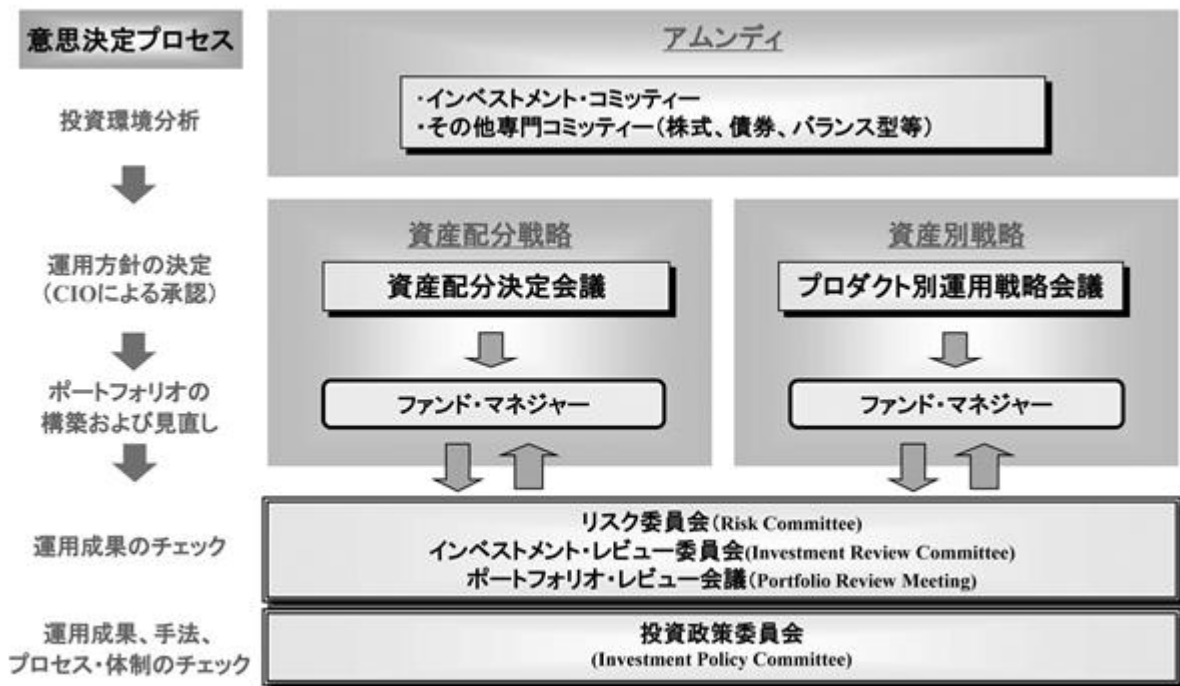 意思決定プロセス
アムンディ
投資環境分析
・インベストメント・コミッティー
・その他専門コミッティー(株式、債券、バランス型等)
運用方針の決定
(CIOによる承認)
資産配分戦略
資産配分決定会議
資産別戦略
プロダクト別運用戦略会議
ポートフォリオの
構築および見直し
ファンド・マネジャー
ファンド・マネジャー
運用成果のチェック
リスク委員会(Risk Committee)
インベストメント・レビュー委員会(Investment Review Committee)
ポートフォリオ・レビュー会議(Portfolio Review Meeting)
運用成果、手法、
プロセス・体制のチェック
投資政策委員会
(Investment Policy Committee)